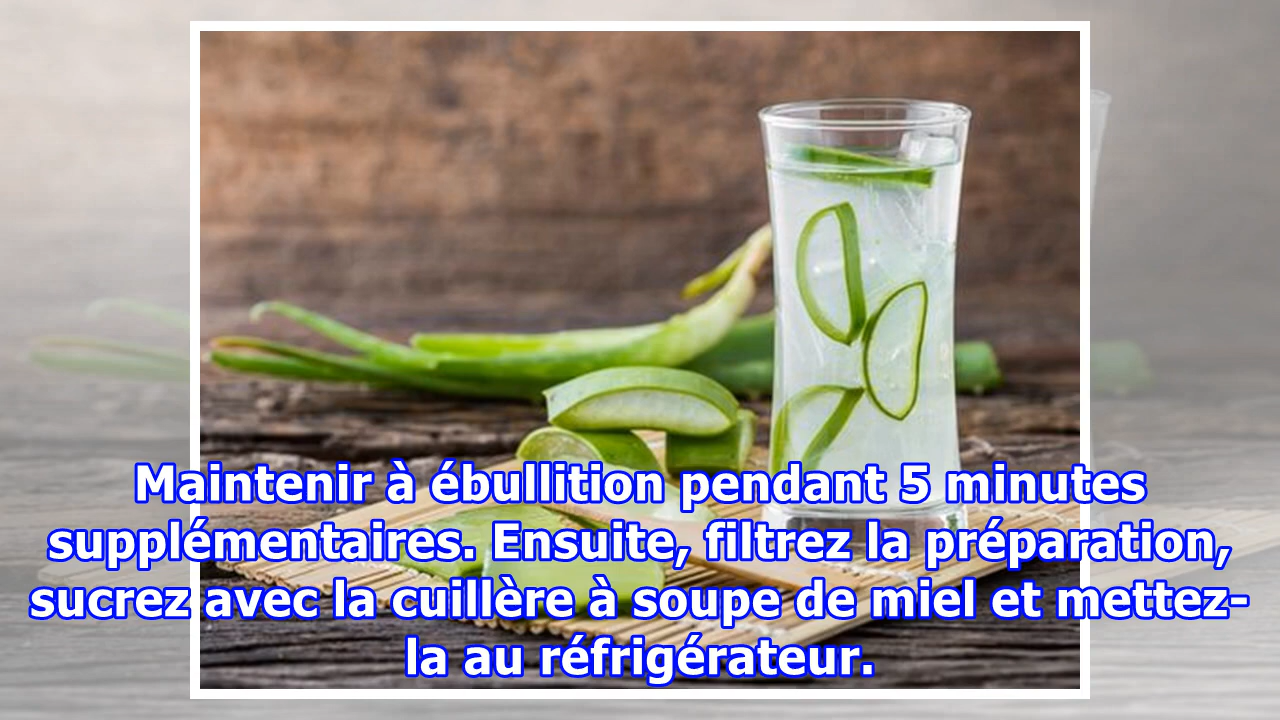 Maintenir à ébullition pendant 5 minutes
supplémentaires. Ensuite, filtrez la préparation,
sucrez avec la cuillère à soupe de miel et mettez-
la au réfrigérateur.